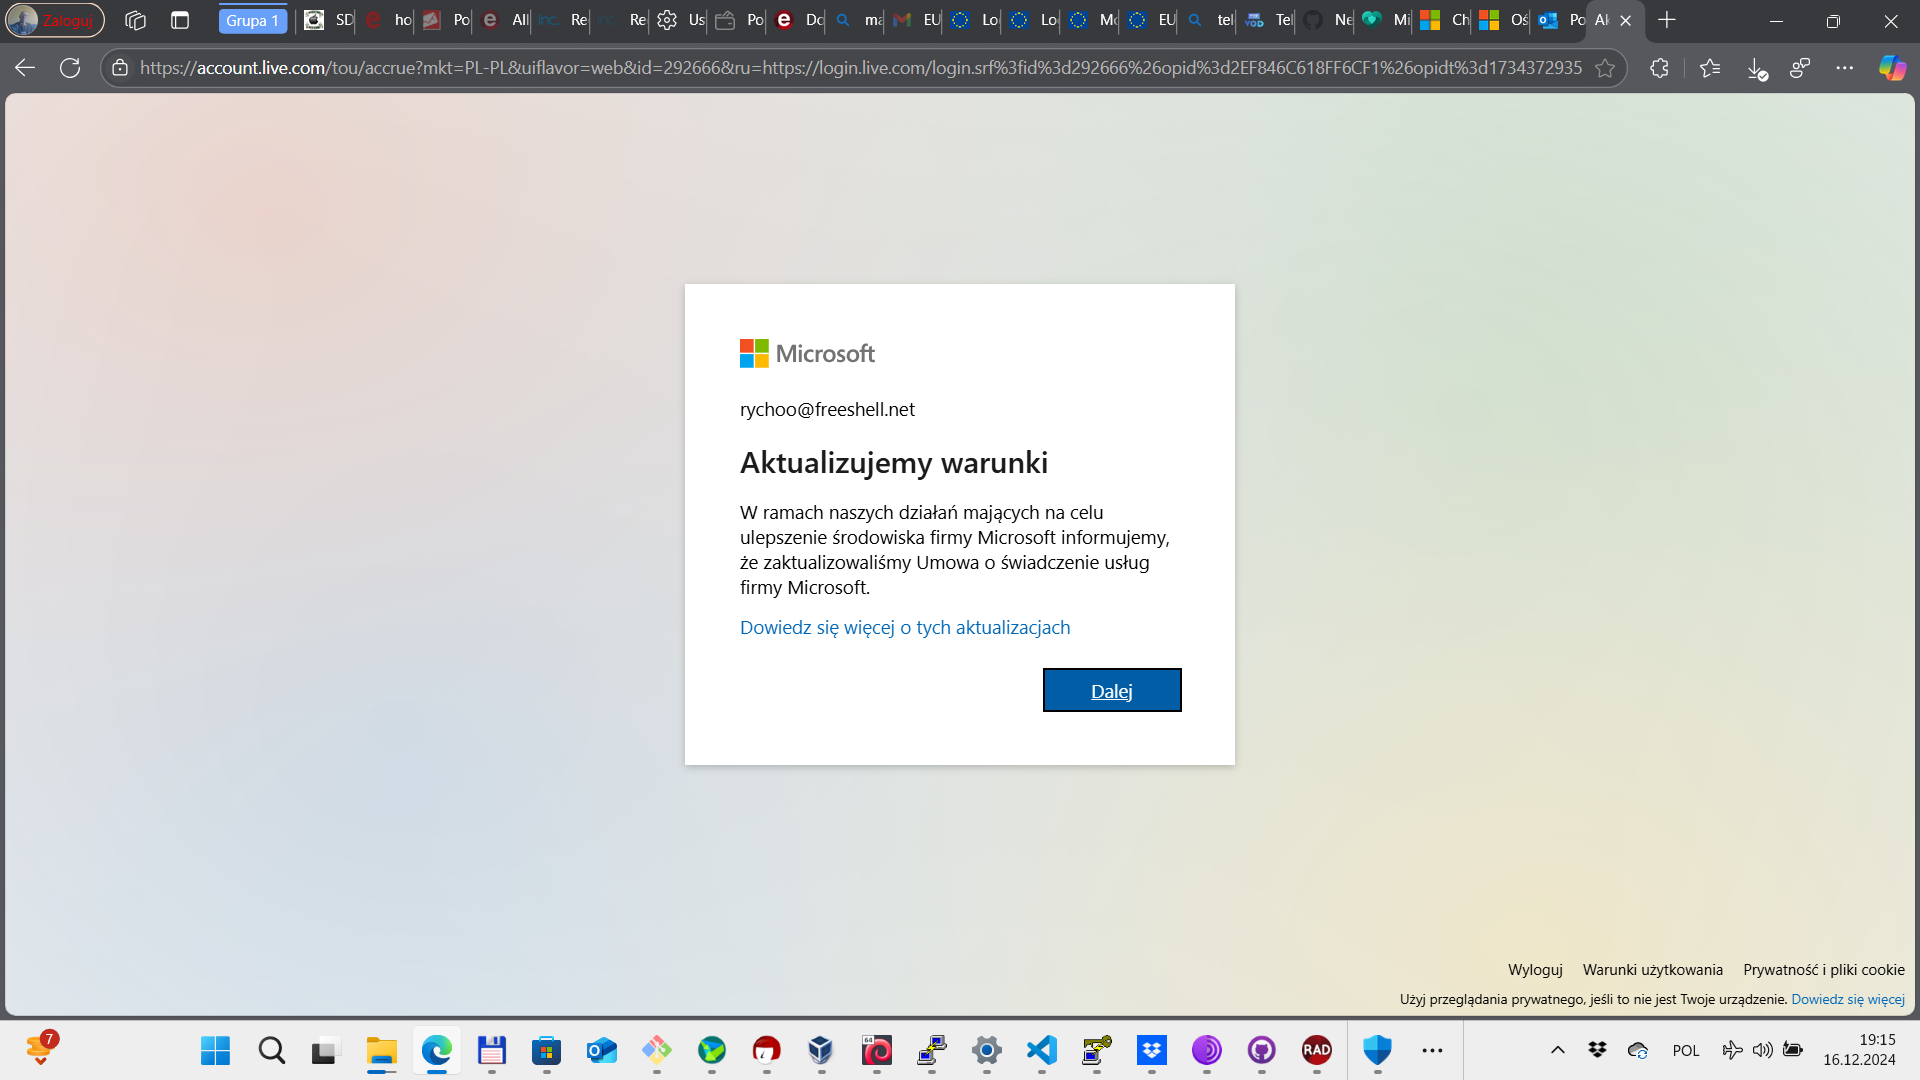 Zaloguj
Grupa 1
SD
ho
Po
All
Re
Re
Us
Po
Do
ma
EU
Lo
Lo
Mo
EU
tel
Tel
Ne
Mi
Ch
Oś
Po
https://account.live.com/tou/accrue?mkt=PL-PL&uiflavor=web&id=292666&ru=https://login.live.com/login.srf%3fid%3d292666%26opid%3d2EF846C618FF6CF1%26opidt%3d1734372935
Microsoft
rychoo@freeshell.net
Aktualizujemy warunki
W ramach naszych działań mających na celu
ulepszenie środowiska firmy Microsoft informujemy,
że zaktualizowaliśmy Umowa o świadczenie usług
firmy Microsoft.
Dowiedz się więcej o tych aktualizacjach
Dalej
Wyloguj Warunki użytkowania Prywatność i pliki cookie
Użyj przeglądania prywatnego, jeśli to nie jest Twoje urządzenie. Dowiedz się więcej
7
64
RAD
POL
19:15
16.12.2024